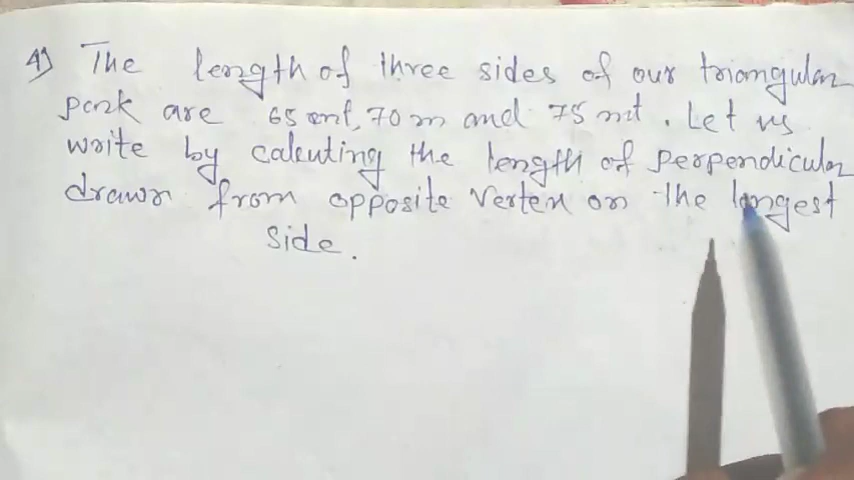 4) The length of three sides of our triangular
park are 65 mt, 70 m and 75 mt. Let us
write by caleuting the length of perpendicular
drawn from opposite Vertex on the longest
side.